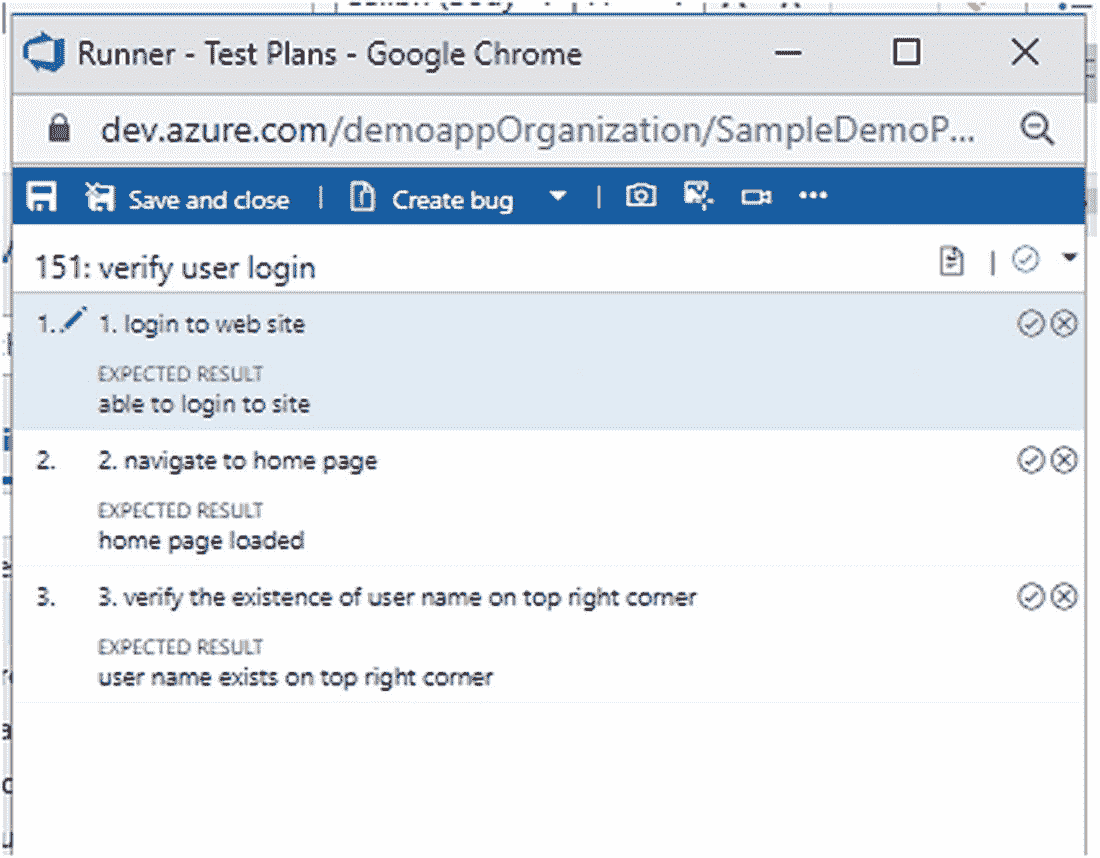 Runner - Test Plans - Google Chrome
dev.azure.com/demoappOrganization/SampleDemoP...
Save and close | Create bug
151: verify user login
1. 1. login to web site
EXPECTED RESULT
able to login to site
2. 2. navigate to home page
EXPECTED RESULT
home page loaded
3. 3. verify the existence of user name on top right corner
EXPECTED RESULT
user name exists on top right corner